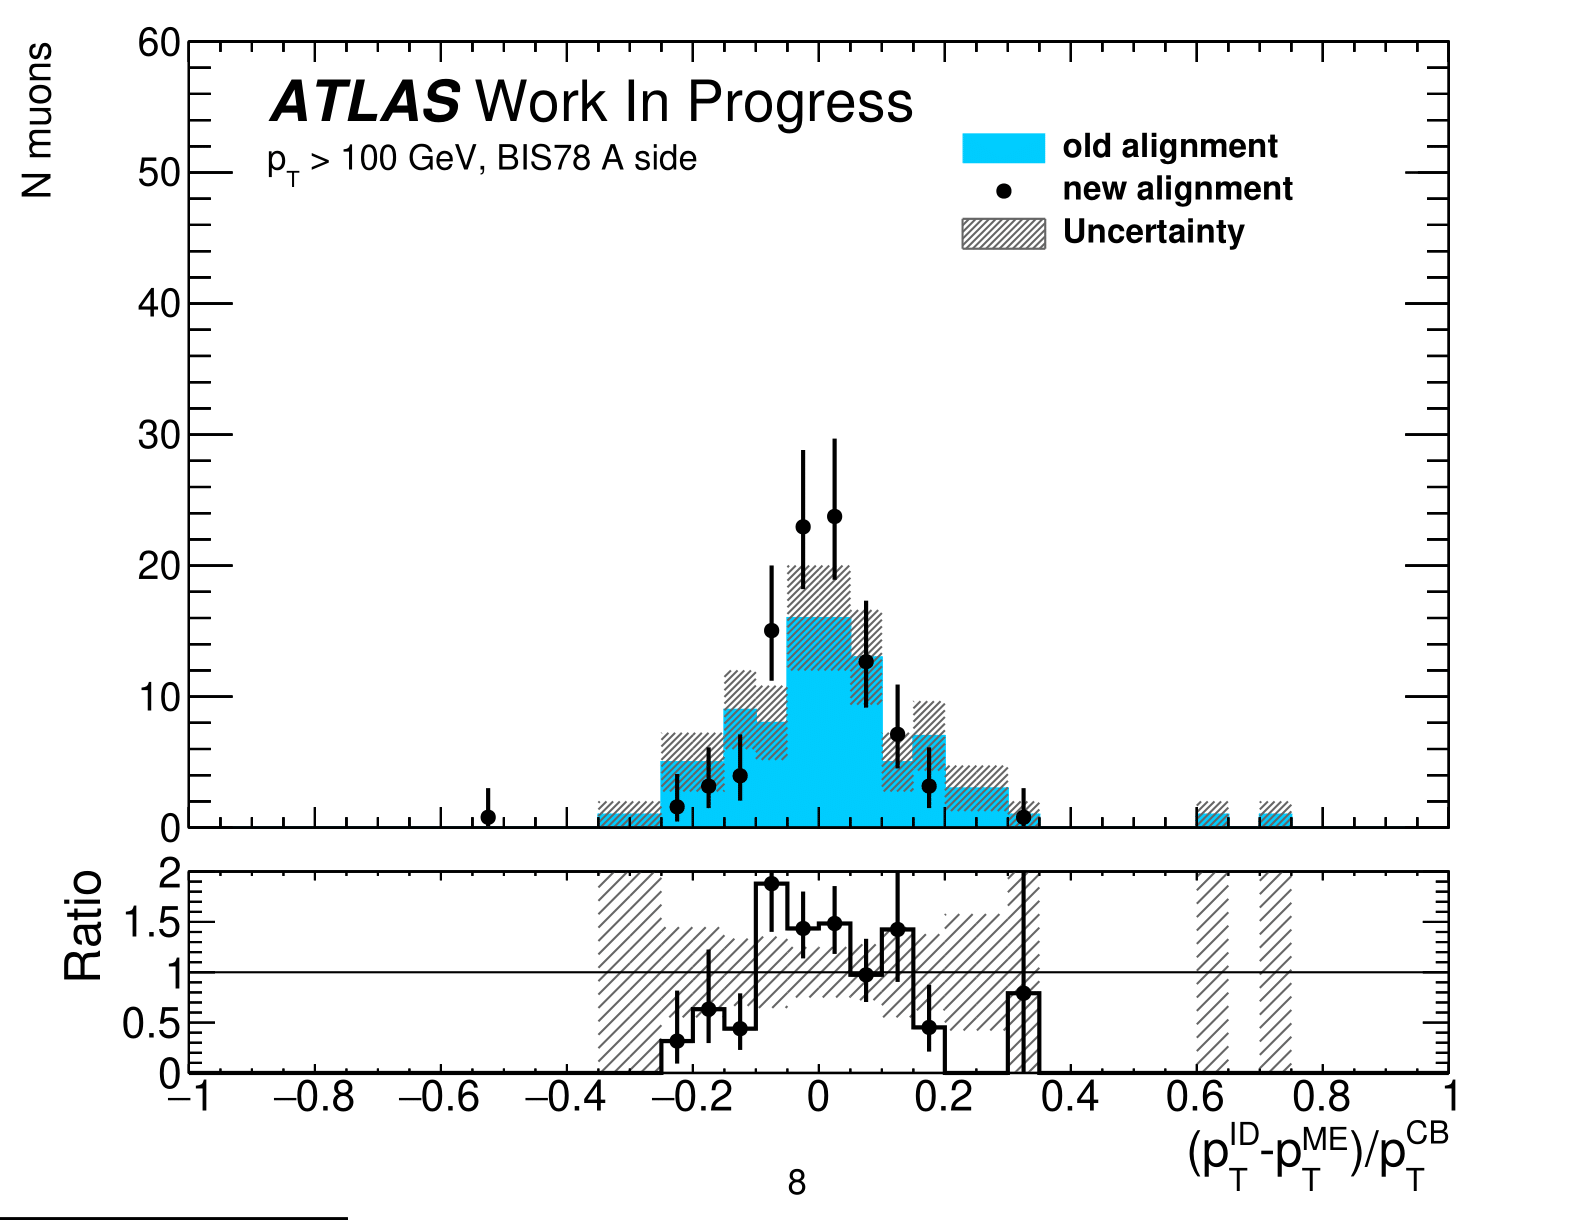 N muons
60
50
40
30
20
10
0
ATLAS Work In Progress
p_T > 100 GeV, BIS78 A side
old alignment
new alignment
Uncertainty
Ratio
2
1.5
1
0.5
0
−1 −0.8 −0.6 −0.4 −0.2 0 0.2 0.4 0.6 0.8 1
(p_T^ID-p_T^ME)/p_T^CB
8